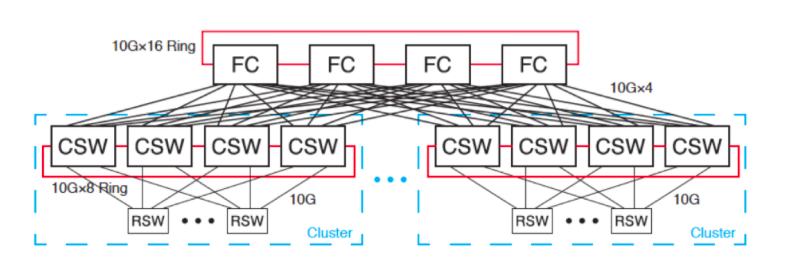 10G×16 Ring
FC FC FC FC
10G×4
CSW CSW CSW CSW CSW CSW CSW CSW
10G×8 Ring
10G 10G
RSW ••• RSW ••• RSW ••• RSW
Cluster Cluster